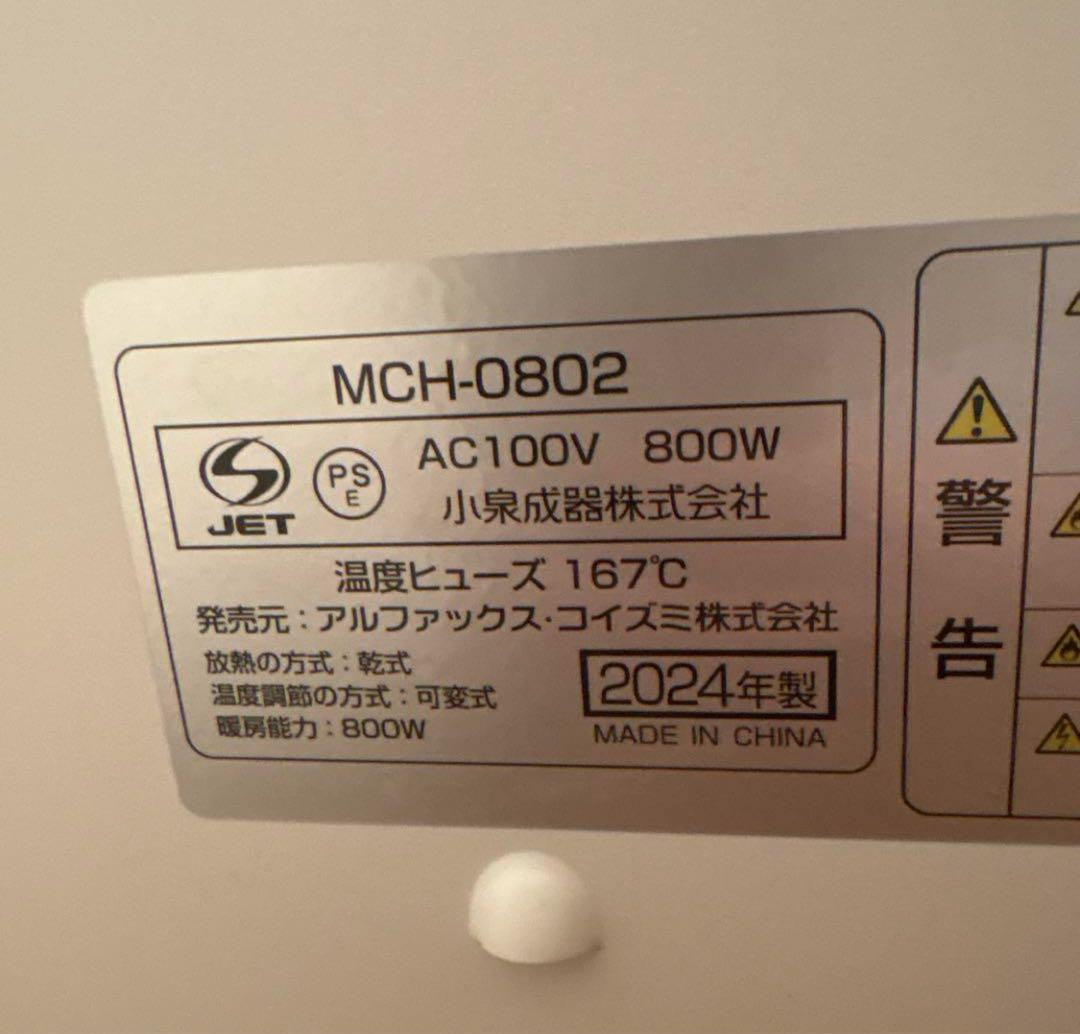 MCH-0802
JET
PS
E
AC100V 800W
小泉成器株式会社
温度ヒューズ 167℃
発売元:アルファックス・コイズミ株式会社
放熱の方式:乾式
温度調節の方式:可変式
暖房能力:800W
2024年製
MADE IN CHINA
警告